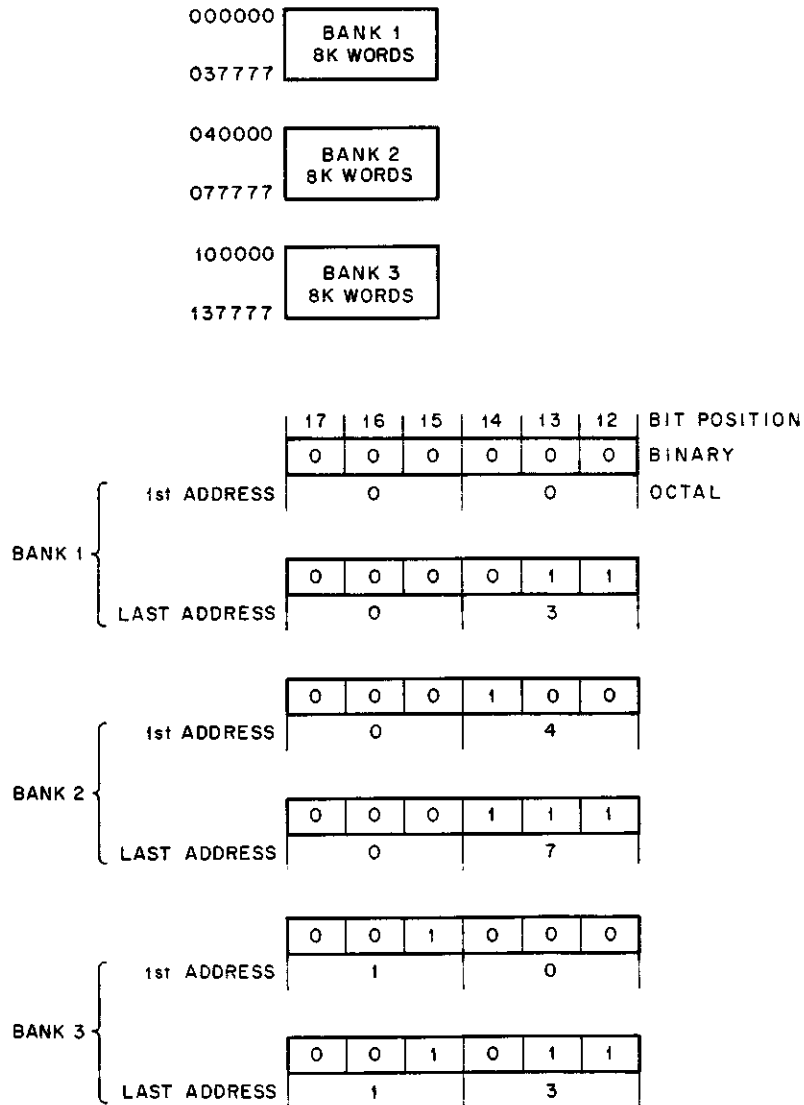 000000
BANK 1
8K WORDS
037777
040000
BANK 2
8K WORDS
077777
100000
BANK 3
8K WORDS
137777
17 16 15 14 13 12 BIT POSITION
0 0 0 0 0 0 BINARY
1st ADDRESS 0 0 OCTAL
BANK 1
0 0 0 0 1 1
LAST ADDRESS 0 3
0 0 0 1 0 0
1st ADDRESS 0 4
BANK 2
0 0 0 1 1 1
LAST ADDRESS 0 7
0 0 1 0 0 0
1st ADDRESS 1 0
BANK 3
0 0 1 0 1 1
LAST ADDRESS 1 3